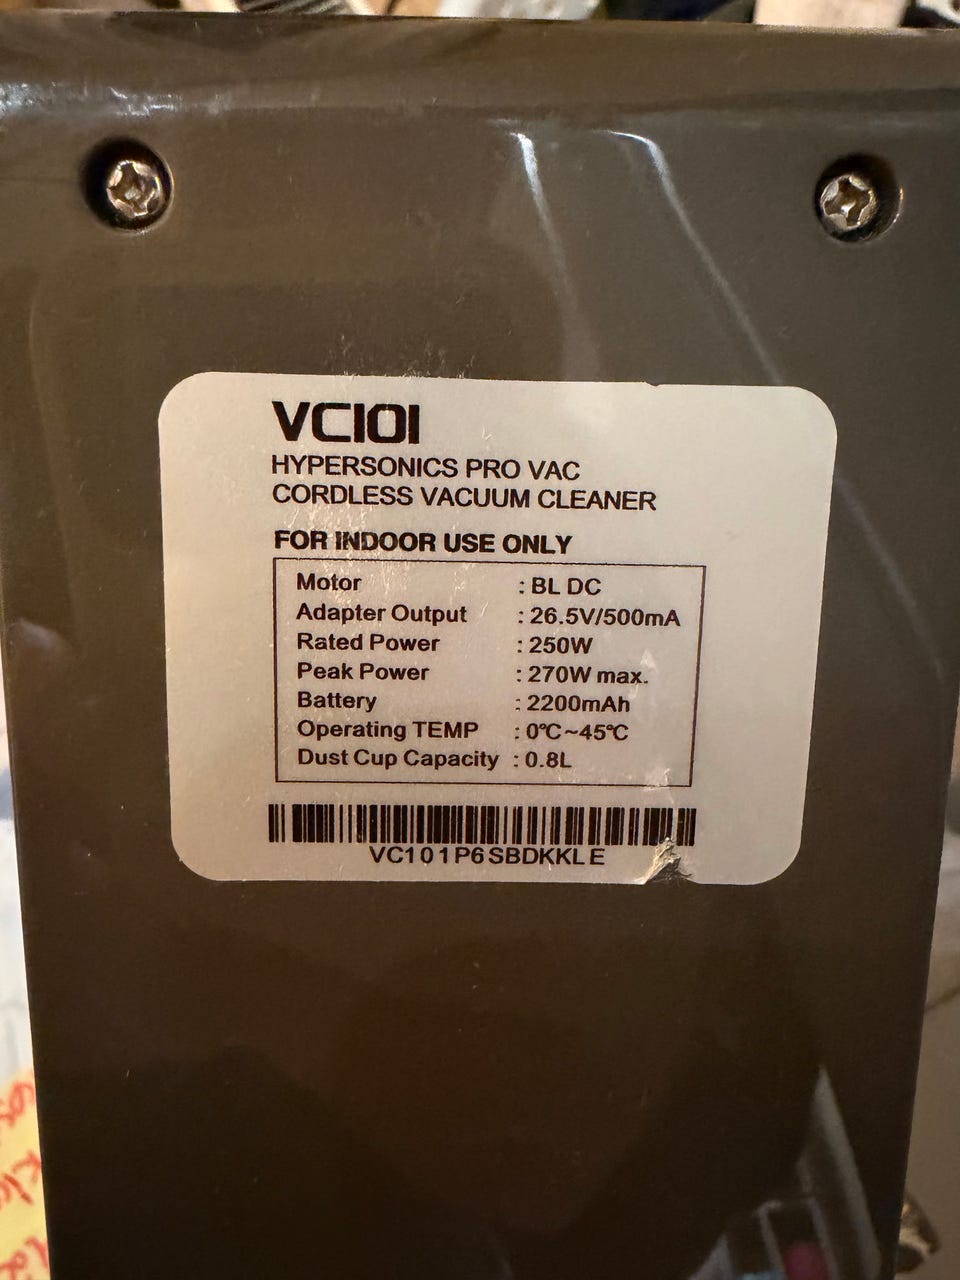 VC101
HYPERSONICS PRO VAC
CORDLESS VACUUM CLEANER
FOR INDOOR USE ONLY
Motor : BL DC
Adapter Output : 26.5V/500mA
Rated Power : 250W
Peak Power : 270W max.
Battery : 2200mAh
Operating TEMP : 0℃~45℃
Dust Cup Capacity : 0.8L
VC101P6SBDKKLE